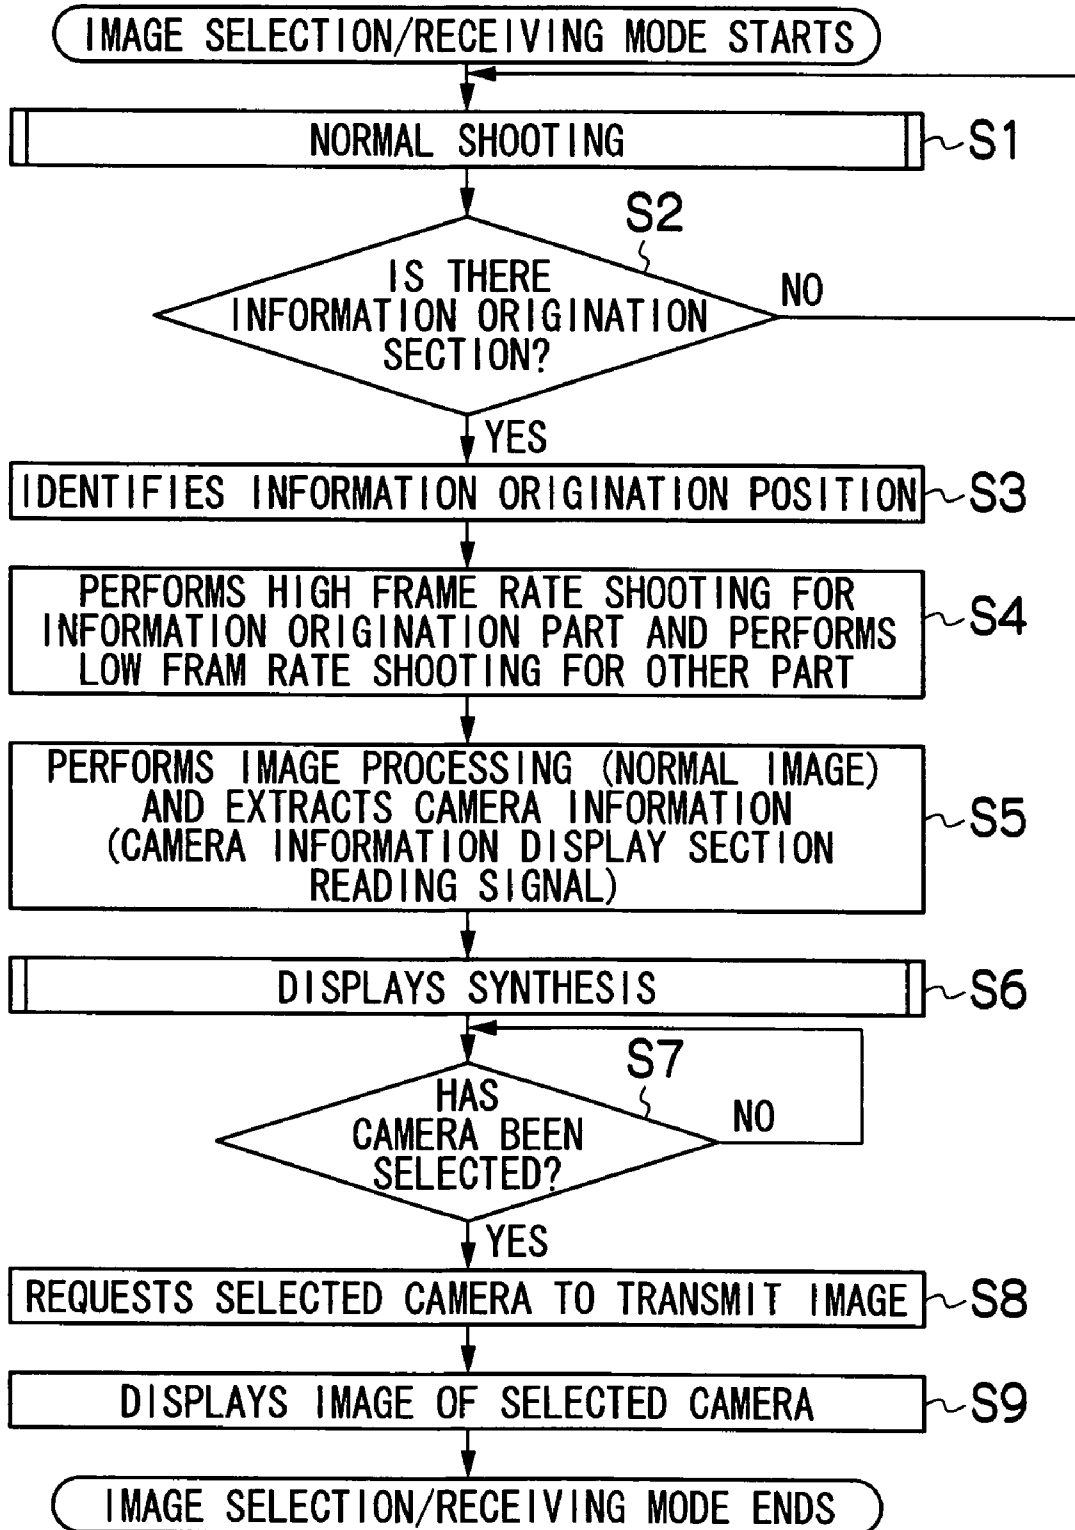 IMAGE SELECTION/RECEIVING MODE STARTS
NORMAL SHOOTING
S1
S2
IS THERE
INFORMATION ORIGINATION
SECTION?
NO
YES
IDENTIFIES INFORMATION ORIGINATION POSITION
S3
PERFORMS HIGH FRAME RATE SHOOTING FOR
INFORMATION ORIGINATION PART AND PERFORMS
LOW FRAM RATE SHOOTING FOR OTHER PART
S4
PERFORMS IMAGE PROCESSING (NORMAL IMAGE)
AND EXTRACTS CAMERA INFORMATION
(CAMERA INFORMATION DISPLAY SECTION
READING SIGNAL)
S5
DISPLAYS SYNTHESIS
S6
S7
HAS
CAMERA BEEN
SELECTED?
NO
YES
REQUESTS SELECTED CAMERA TO TRANSMIT IMAGE
S8
DISPLAYS IMAGE OF SELECTED CAMERA
S9
IMAGE SELECTION/RECEIVING MODE ENDS